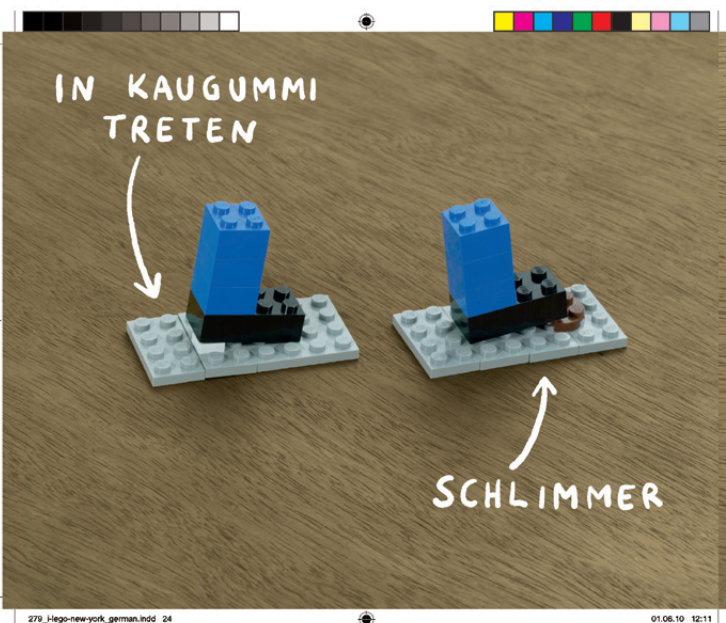 IN KAUGUMMI
TRETEN
SCHLIMMER
279_i-lego-new-york_german.indd 24
01.06.10 12:11